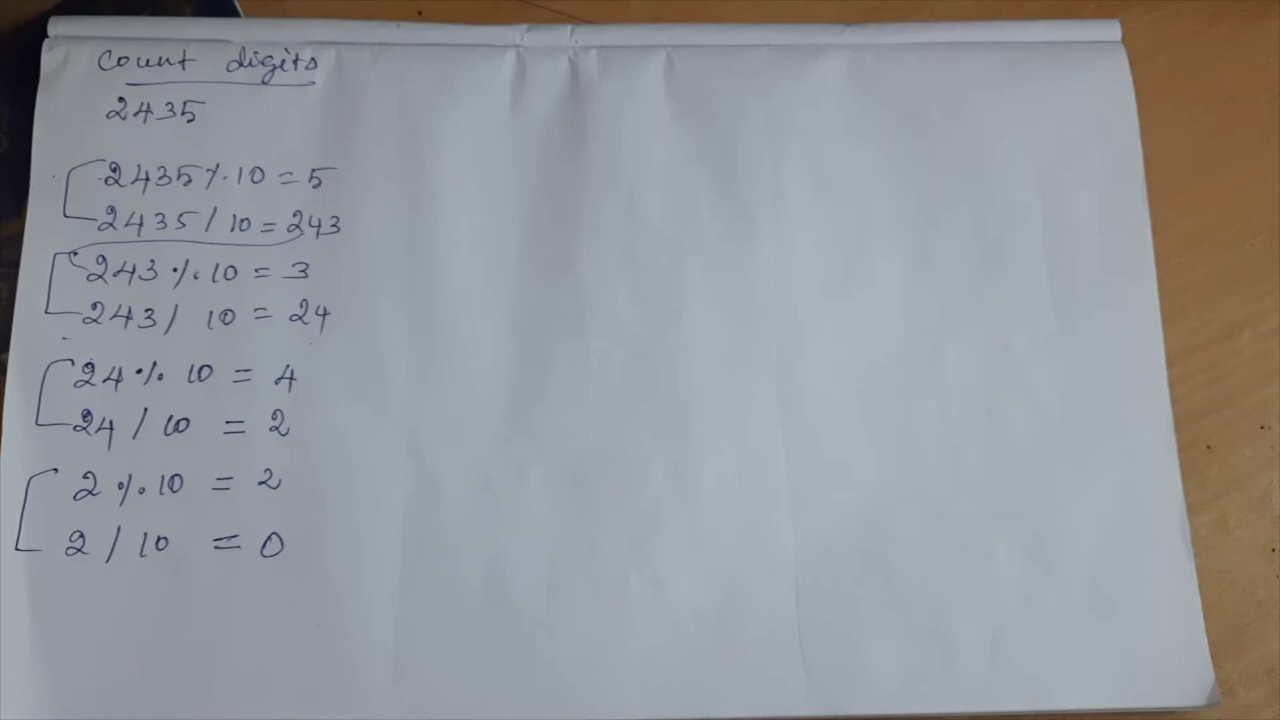 count digits
2435
2435 % 10 = 5
2435 / 10 = 243
243 % 10 = 3
243 / 10 = 24
24 % 10 = 4
24 / 10 = 2
2 % 10 = 2
2 / 10 = 0